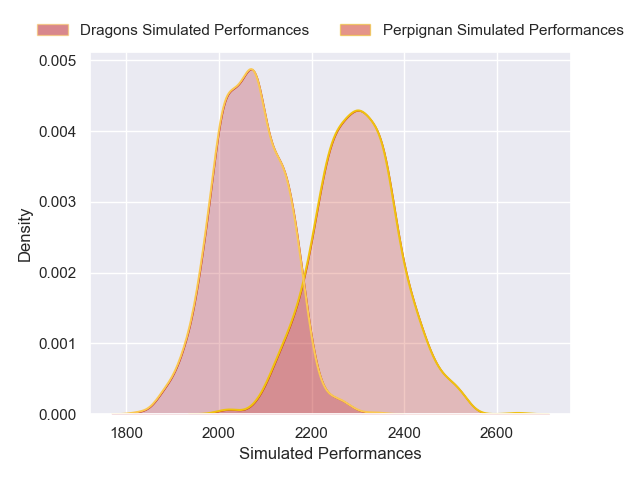 Dragons Simulated Performances Perpignan Simulated Performances
0.005
0.004
0.003
0.002
0.001
0.000
Density
1800 2000 2200 2400 2600
Simulated Performances